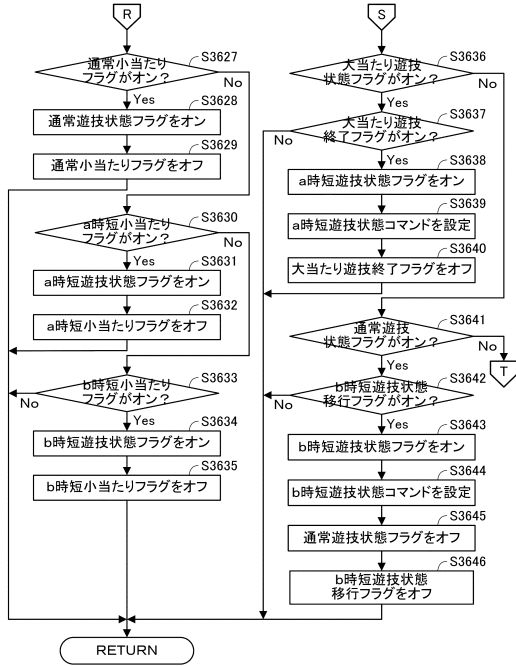 R
通常小当たり
フラグがオン?
S3627
No
Yes
S3628
通常遊技状態フラグをオン
S3629
通常小当たりフラグをオフ
a時短小当たり
フラグがオン?
S3630
No
Yes
S3631
a時短遊技状態フラグをオン
S3632
a時短小当たりフラグをオフ
b時短小当たり
フラグがオン?
S3633
No
Yes
S3634
b時短遊技状態フラグをオン
S3635
b時短小当たりフラグをオフ
RETURN
S
大当たり遊技
状態フラグがオン?
S3636
No
Yes
大当たり遊技
終了フラグがオン?
S3637
No
Yes
S3638
a時短遊技状態フラグをオン
S3639
a時短遊技状態コマンドを設定
S3640
大当たり遊技終了フラグをオフ
通常遊技
状態フラグがオン?
S3641
No
T
Yes
b時短遊技状態
移行フラグがオン?
S3642
No
Yes
S3643
b時短遊技状態フラグをオン
S3644
b時短遊技状態コマンドを設定
S3645
通常遊技状態フラグをオフ
S3646
b時短遊技状態
移行フラグをオフ